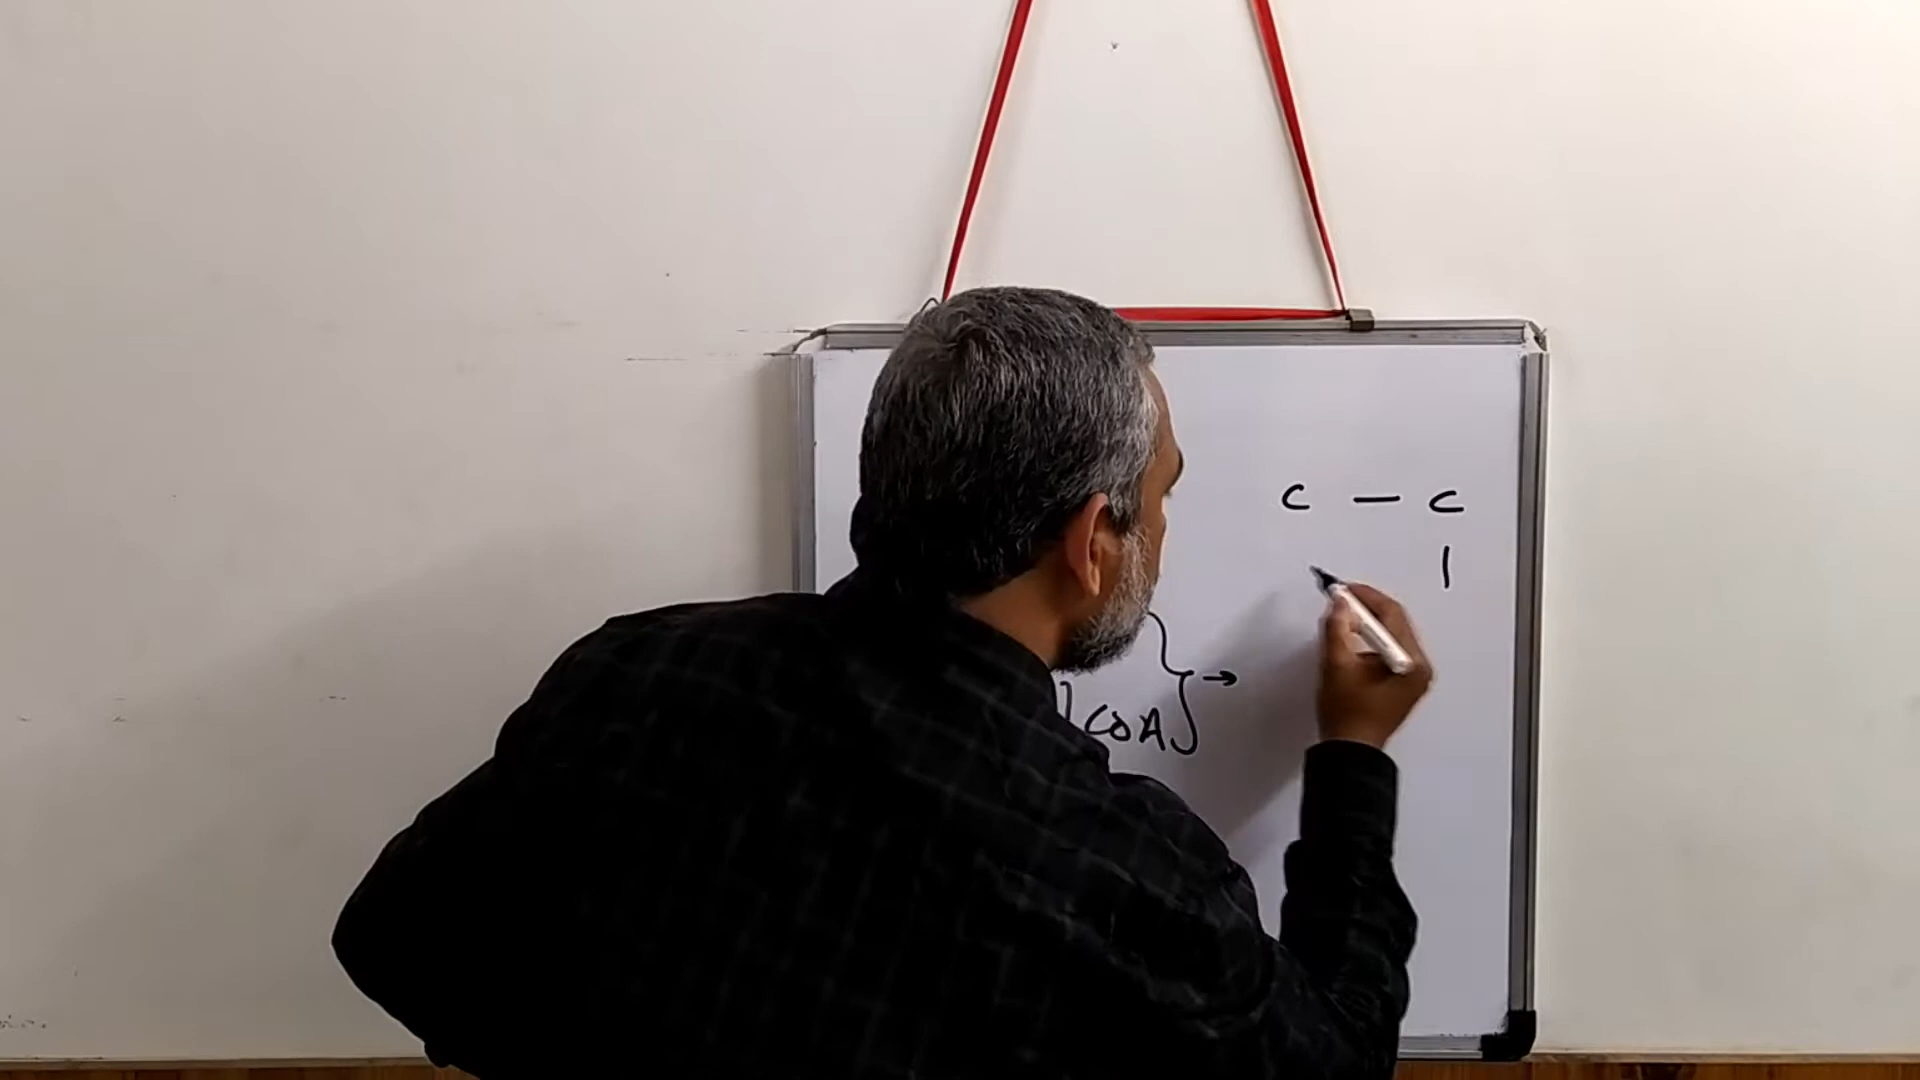 C — C
|
} →
] COA